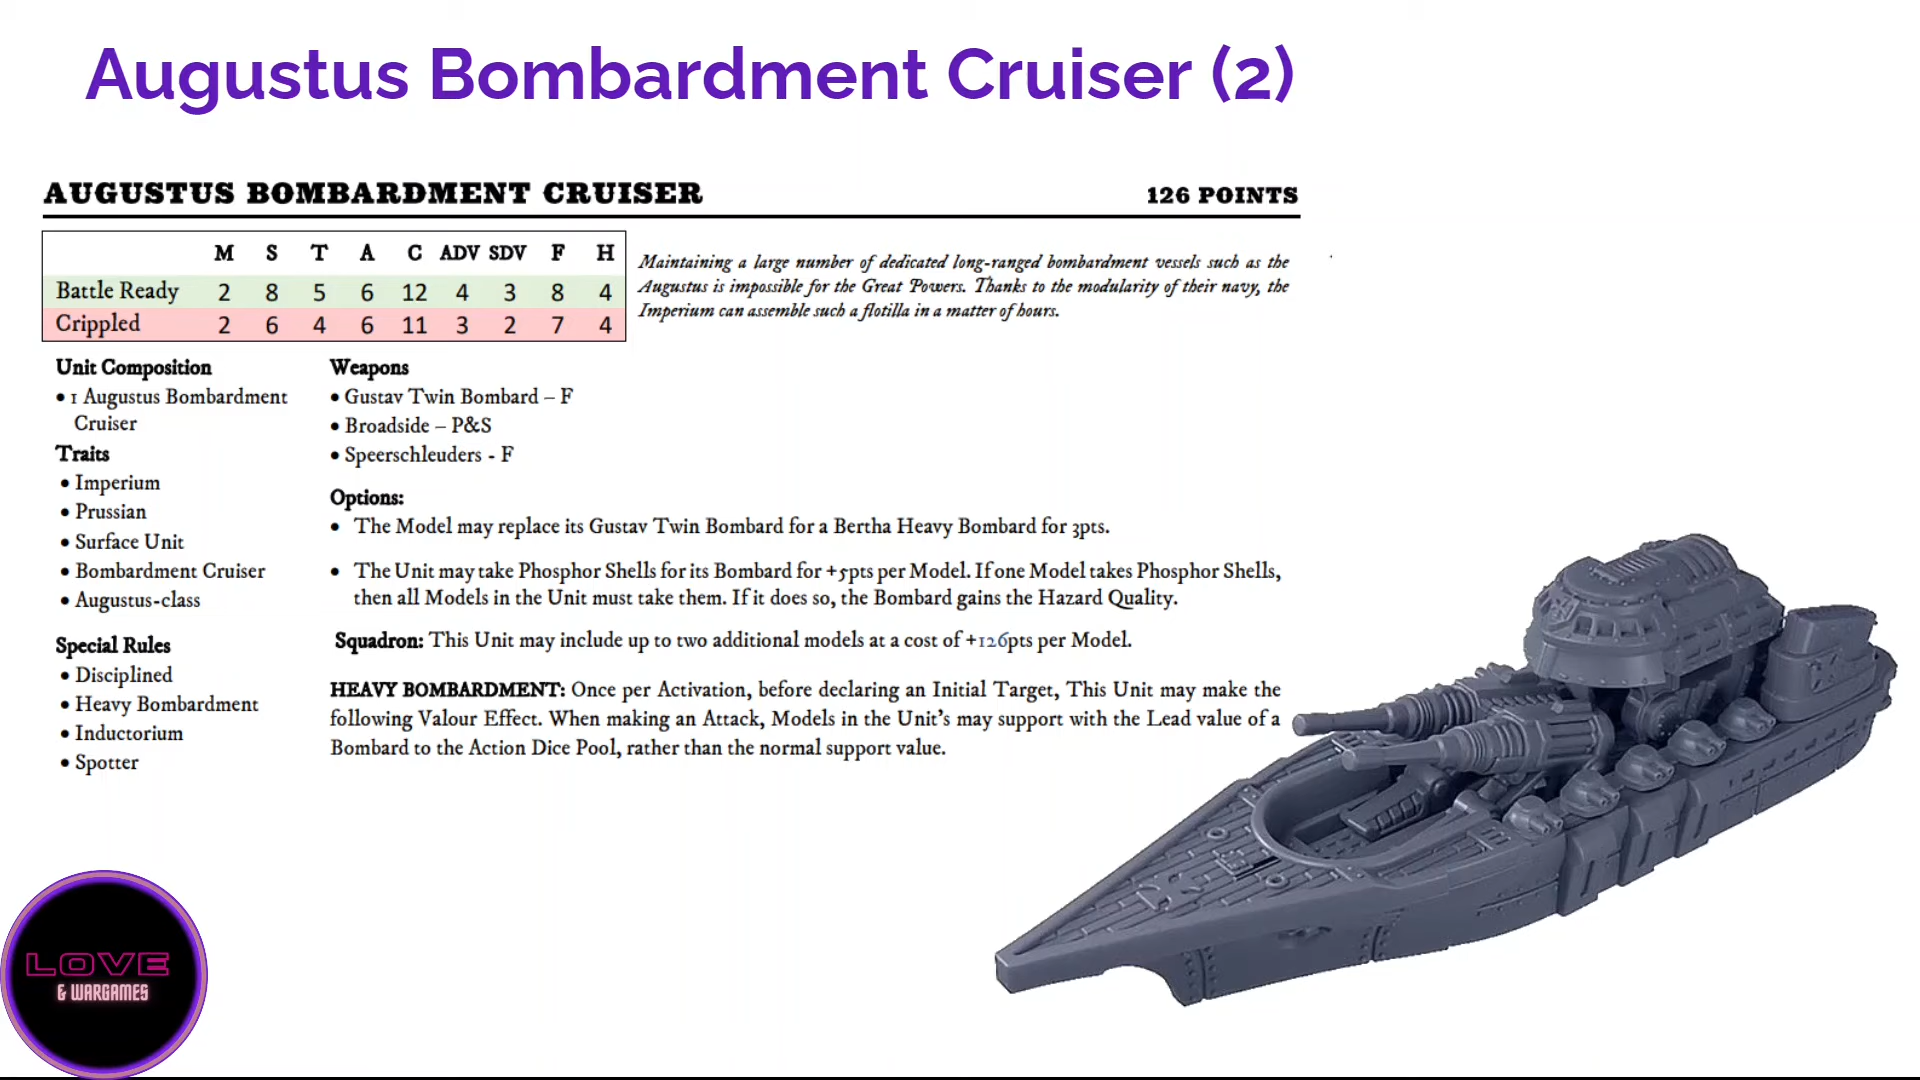 Augustus Bombardment Cruiser (2)
AUGUSTUS BOMBARDMENT CRUISER 126 POINTS
M S T A C ADV SDV F H
Battle Ready 2 8 5 6 12 4 3 8 4
Crippled 2 6 4 6 11 3 2 7 4
Maintaining a large number of dedicated long-ranged bombardment vessels such as the
Augustus is impossible for the Great Powers. Thanks to the modularity of their navy, the
Imperium can assemble such a flotilla in a matter of hours.
Unit Composition
• 1 Augustus Bombardment
Cruiser
Traits
• Imperium
• Prussian
• Surface Unit
• Bombardment Cruiser
• Augustus-class
Special Rules
• Disciplined
• Heavy Bombardment
• Inductorium
• Spotter
Weapons
• Gustav Twin Bombard – F
• Broadside – P&S
• Speerschleuders - F
Options:
• The Model may replace its Gustav Twin Bombard for a Bertha Heavy Bombard for 3pts.
• The Unit may take Phosphor Shells for its Bombard for +5pts per Model. If one Model takes Phosphor Shells,
then all Models in the Unit must take them. If it does so, the Bombard gains the Hazard Quality.
Squadron: This Unit may include up to two additional models at a cost of +126pts per Model.
HEAVY BOMBARDMENT: Once per Activation, before declaring an Initial Target, This Unit may make the
following Valour Effect. When making an Attack, Models in the Unit's may support with the Lead value of a
Bombard to the Action Dice Pool, rather than the normal support value.
LOVE
& WARGAMES